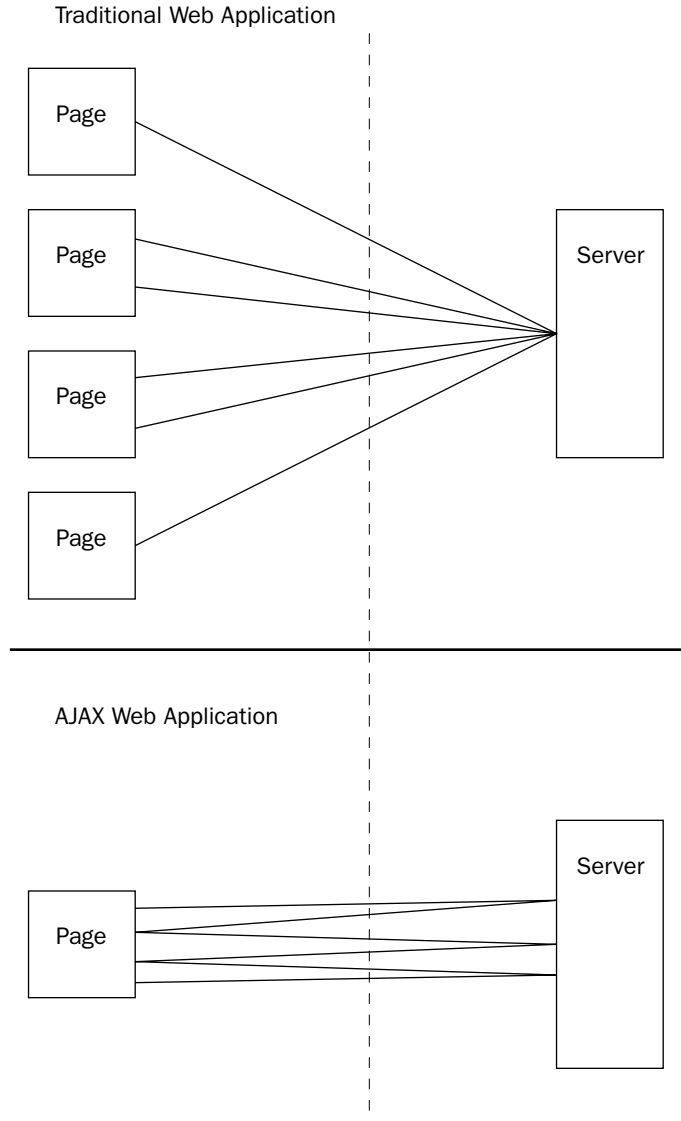 Traditional Web Application
Page
Page
Server
Page
Page
AJAX Web Application
Server
Page